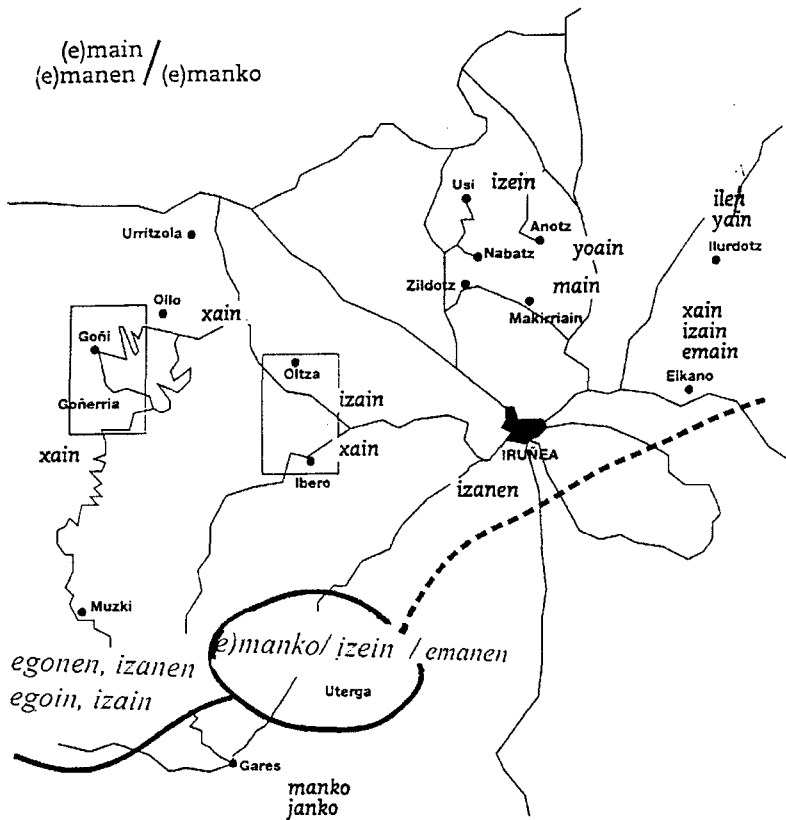 (e)main
(e)manen / (e)manko
Usi
izein
ilen
yain
Urritzola
Anotz
Nabatz
yoain
Ilurdotz
Zildotz
main
Makirriain
Ollo
xain
xain
izain
emain
Goñi
Oltza
Elkano
Goñerria
izain
xain
xain
IRUÑEA
Ibero
izanen
Muzki
(e)manko/ izein / emanen
egonen, izanen
egoin, izain
Uterga
Gares
manko
janko